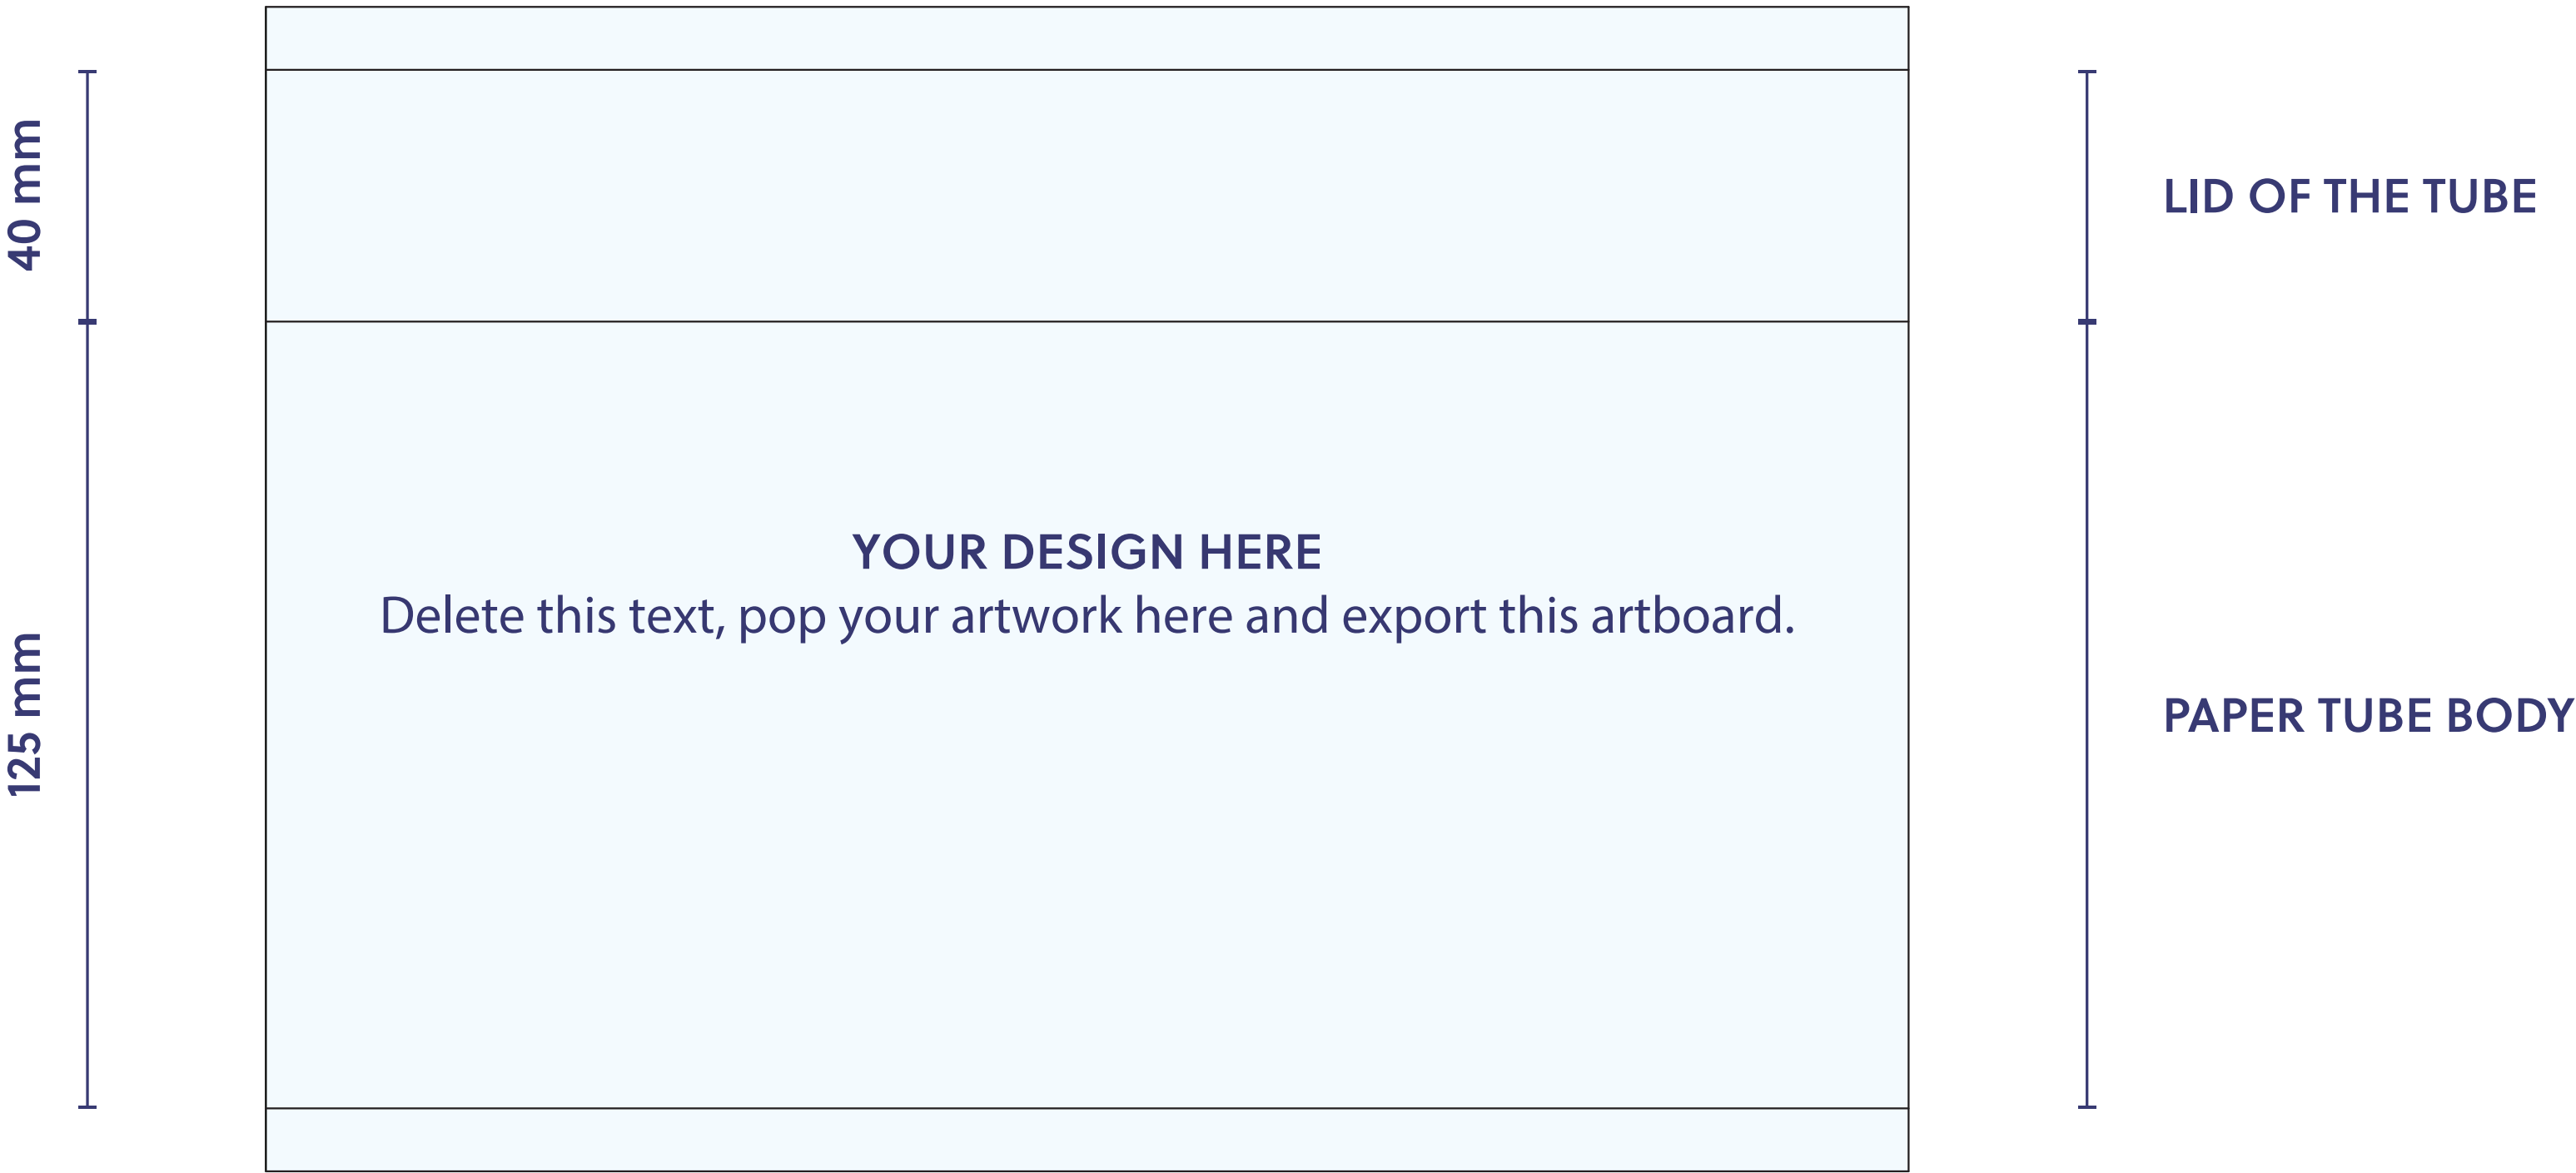 40 mm
LID OF THE TUBE
YOUR DESIGN HERE
Delete this text, pop your artwork here and export this artboard.
125 mm
PAPER TUBE BODY